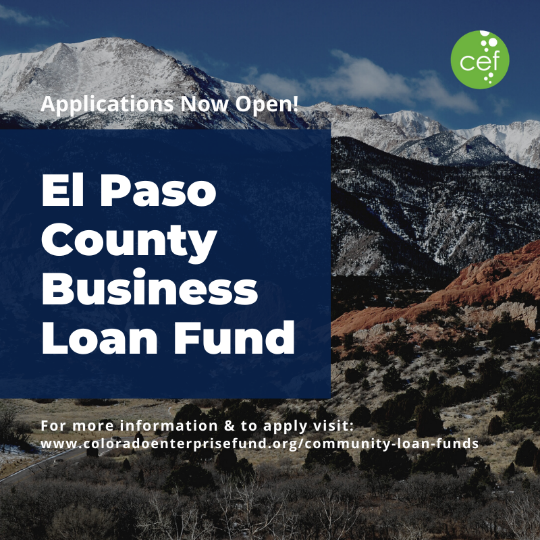 cef
Applications Now Open!
El Paso
County
Business
Loan Fund
For more information & to apply visit:
www.coloradoenterprisefund.org/community-loan-funds